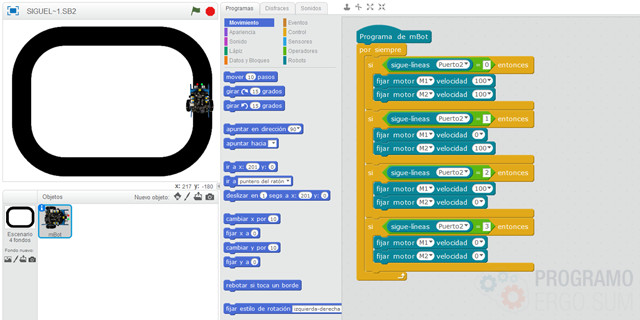 SIGUEL~1.SB2
Programas
Disfraces
Sonidos
Movimiento
Eventos
Apariencia
Control
Sonido
Sensores
Lápiz
Operadores
Datos y Bloques
Robots
mover 10 pasos
girar 15 grados
girar 15 grados
apuntar en dirección 90
apuntar hacia
ir a x: 201 y: 0
ir a puntero del ratón
deslizar en 1 segs a x: 201 y: 0
cambiar x por 10
fijar x a 0
cambiar y por 10
fijar y a 0
rebotar si toca un borde
fijar estilo de rotación izquierda-derecha
X: 217 y: -180
Objetos
Nuevo objeto:
Escenario
4 fondos
Fondo nuevo:
mBot
Programa de mBot
por siempre
si sigue-líneas Puerto2 = 0 entonces
fijar motor M1 velocidad 100
fijar motor M2 velocidad 100
si sigue-líneas Puerto2 = 1 entonces
fijar motor M1 velocidad 0
fijar motor M2 velocidad 100
si sigue-líneas Puerto2 = 2 entonces
fijar motor M1 velocidad 100
fijar motor M2 velocidad 0
si sigue-líneas Puerto2 = 3 entonces
fijar motor M1 velocidad 0
fijar motor M2 velocidad 0
PROGRAMO
ERGO SUM